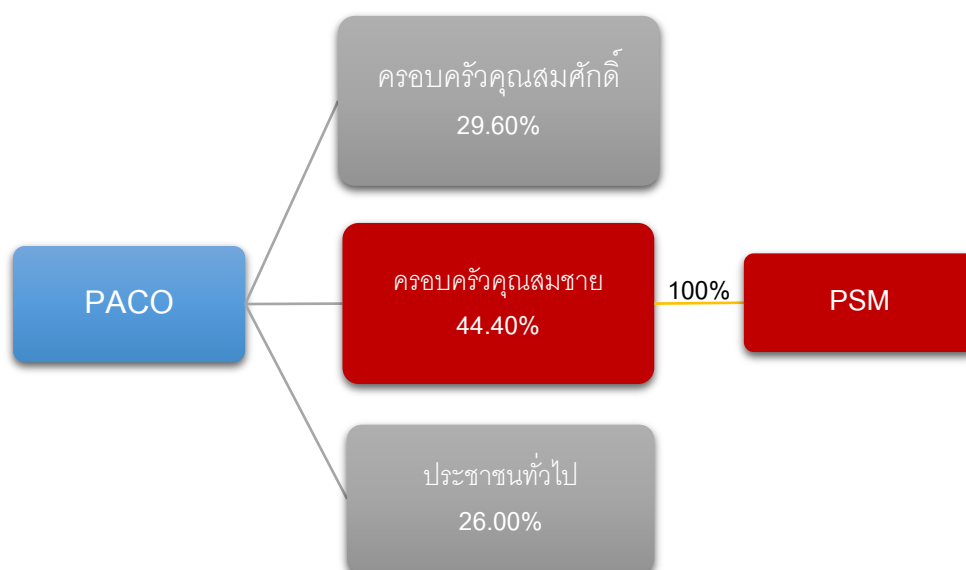 ครอบครัวคุณสมศักดิ์
29.60%
PACO
ครอบครัวคุณสมชาย
44.40%
100%
PSM
ประชาชนทั่วไป
26.00%